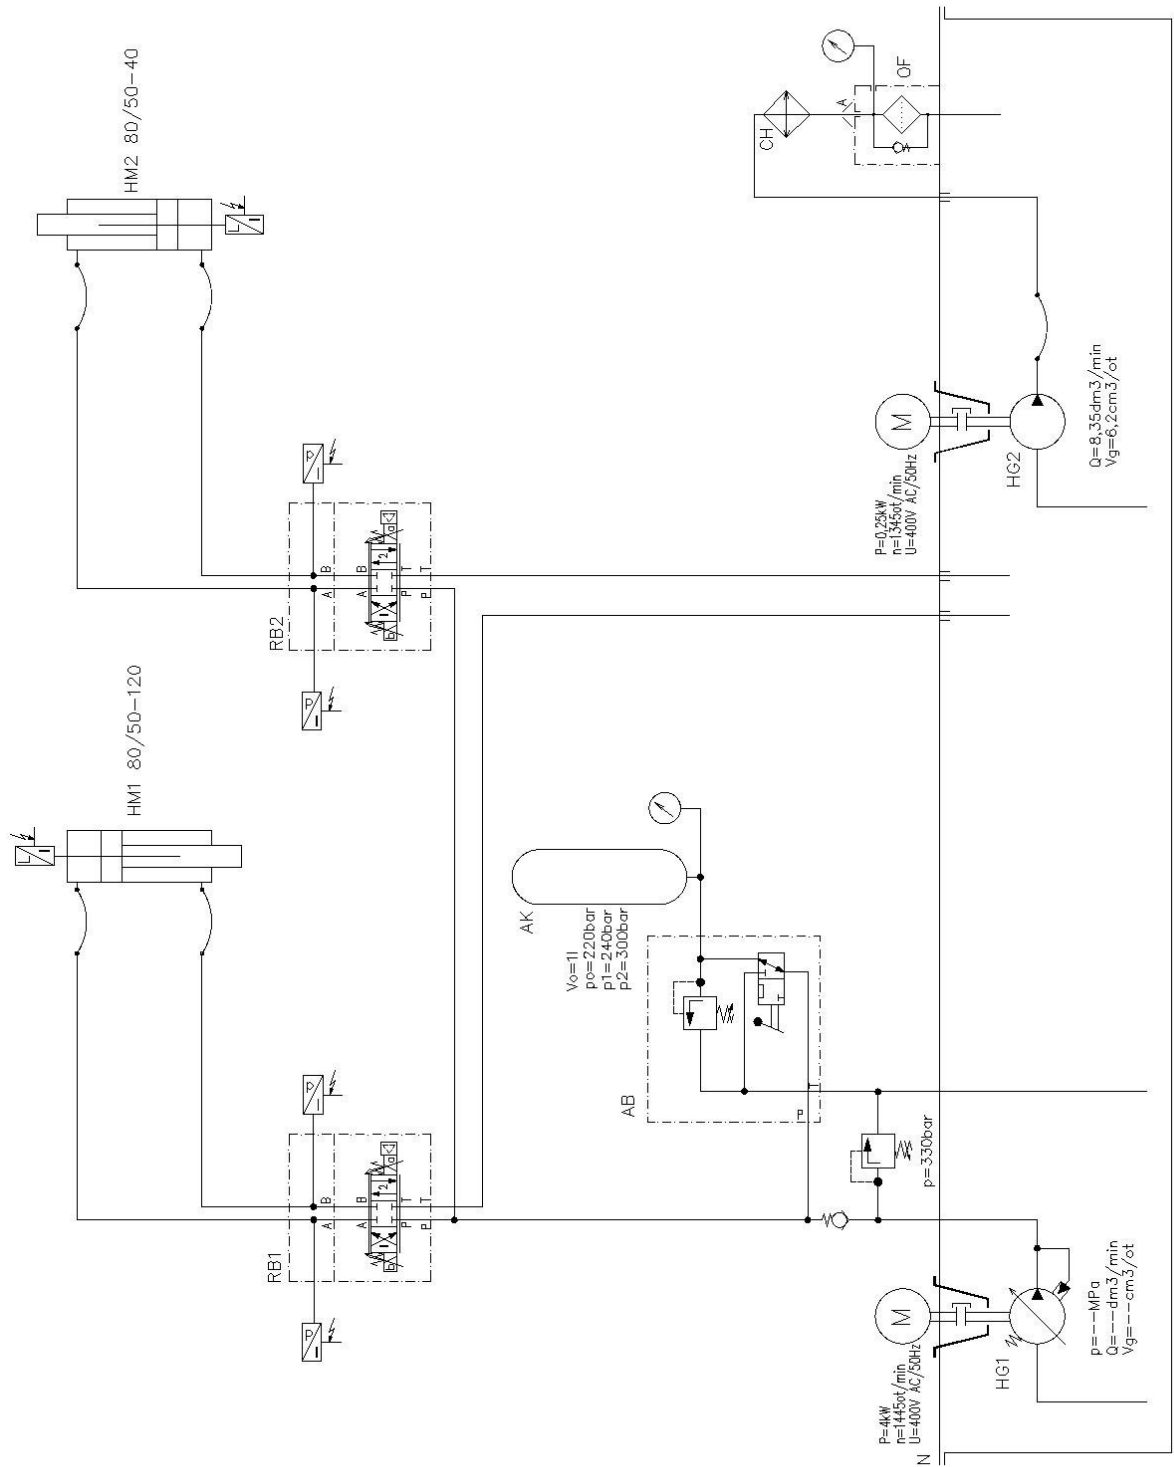 HM1 80/50-120
HM2 80/50-40
L
I
L
I
p
I
p
I
p
I
p
I
RB1
A
B
A
B
P
T
P
T
a
b
2
RB2
A
B
A
B
P
T
P
T
a
b
2
AK
Vo=1l
po=220bar
p1=240bar
p2=300bar
AB
P
T
p=330bar
CH
A
OF
M
P=4kW
n=1445ot/min
U=400V AC/50Hz
HG1
p=---MPa
Q=---dm3/min
Vg=---cm3/ot
M
P=0,25kW
n=1345ot/min
U=400V AC/50Hz
HG2
Q=8,35dm3/min
Vg=6,2cm3/ot
N